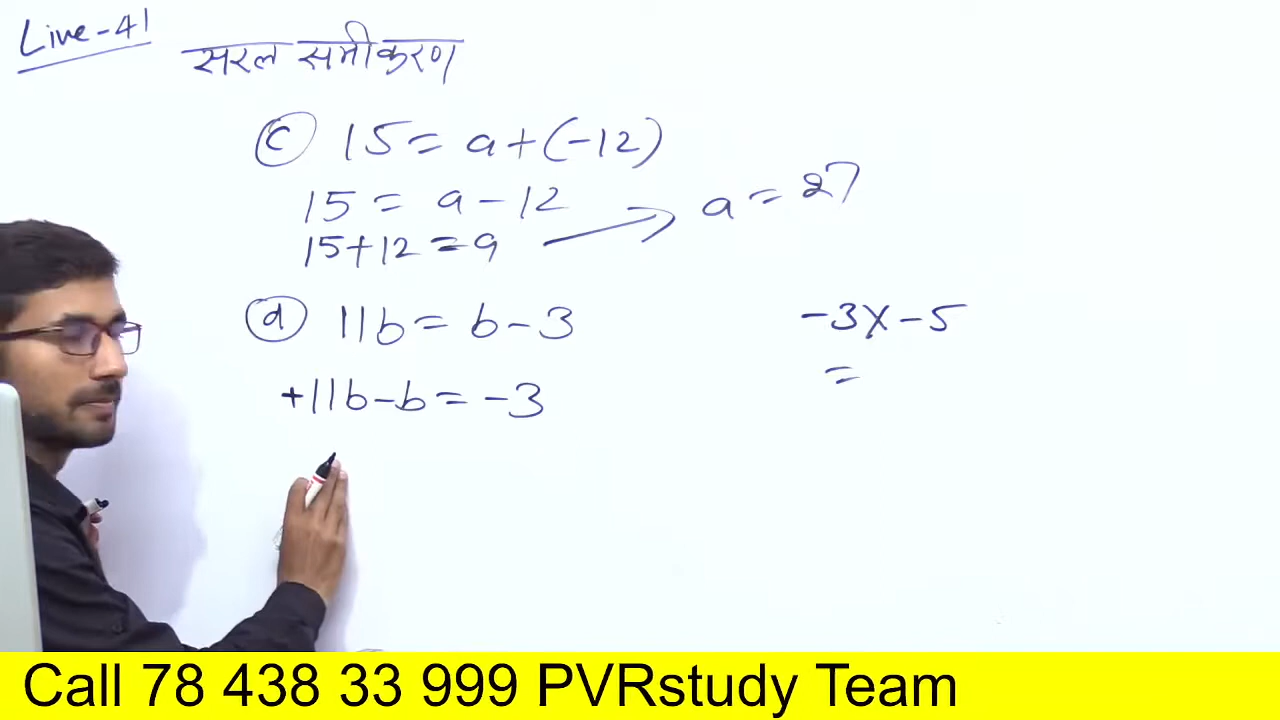 Live-41
सरल समीकरण
(c) 15 = a+(-12)
15 = a - 12
15+12 = a → a = 27
(d) 11b = b - 3
+11b - b = -3
-3x - 5
=
Call 78 438 33 999 PVRstudy Team